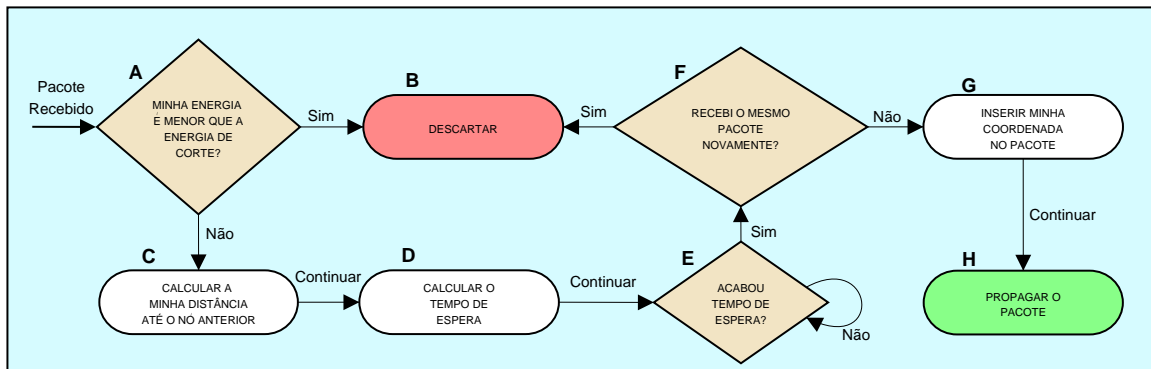 Pacote
Recebido
A
MINHA ENERGIA
É MENOR QUE A
ENERGIA DE
CORTE?
Sim
B
DESCARTAR
Sim
F
RECEBI O MESMO
PACOTE
NOVAMENTE?
Não
G
INSERIR MINHA
COORDENADA
NO PACOTE
Não
Sim
Continuar
C
CALCULAR A
MINHA DISTÂNCIA
ATÉ O NÓ ANTERIOR
Continuar
D
CALCULAR O
TEMPO DE
ESPERA
Continuar
E
ACABOU
TEMPO DE
ESPERA?
Não
H
PROPAGAR O
PACOTE